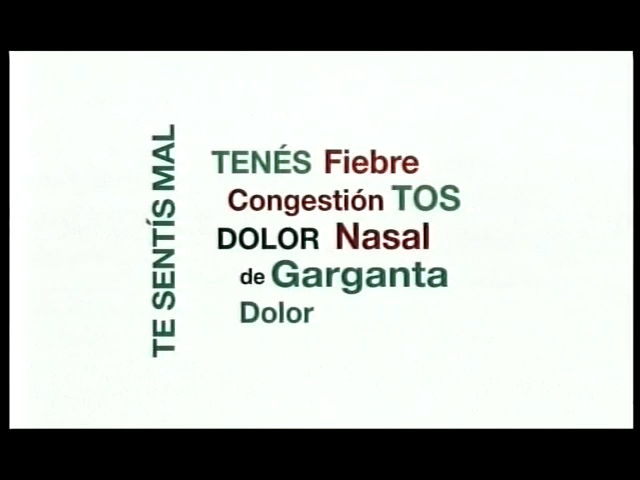 TE SENTÍS MAL
TENÉS Fiebre
Congestión TOS
DOLOR Nasal
de Garganta
Dolor